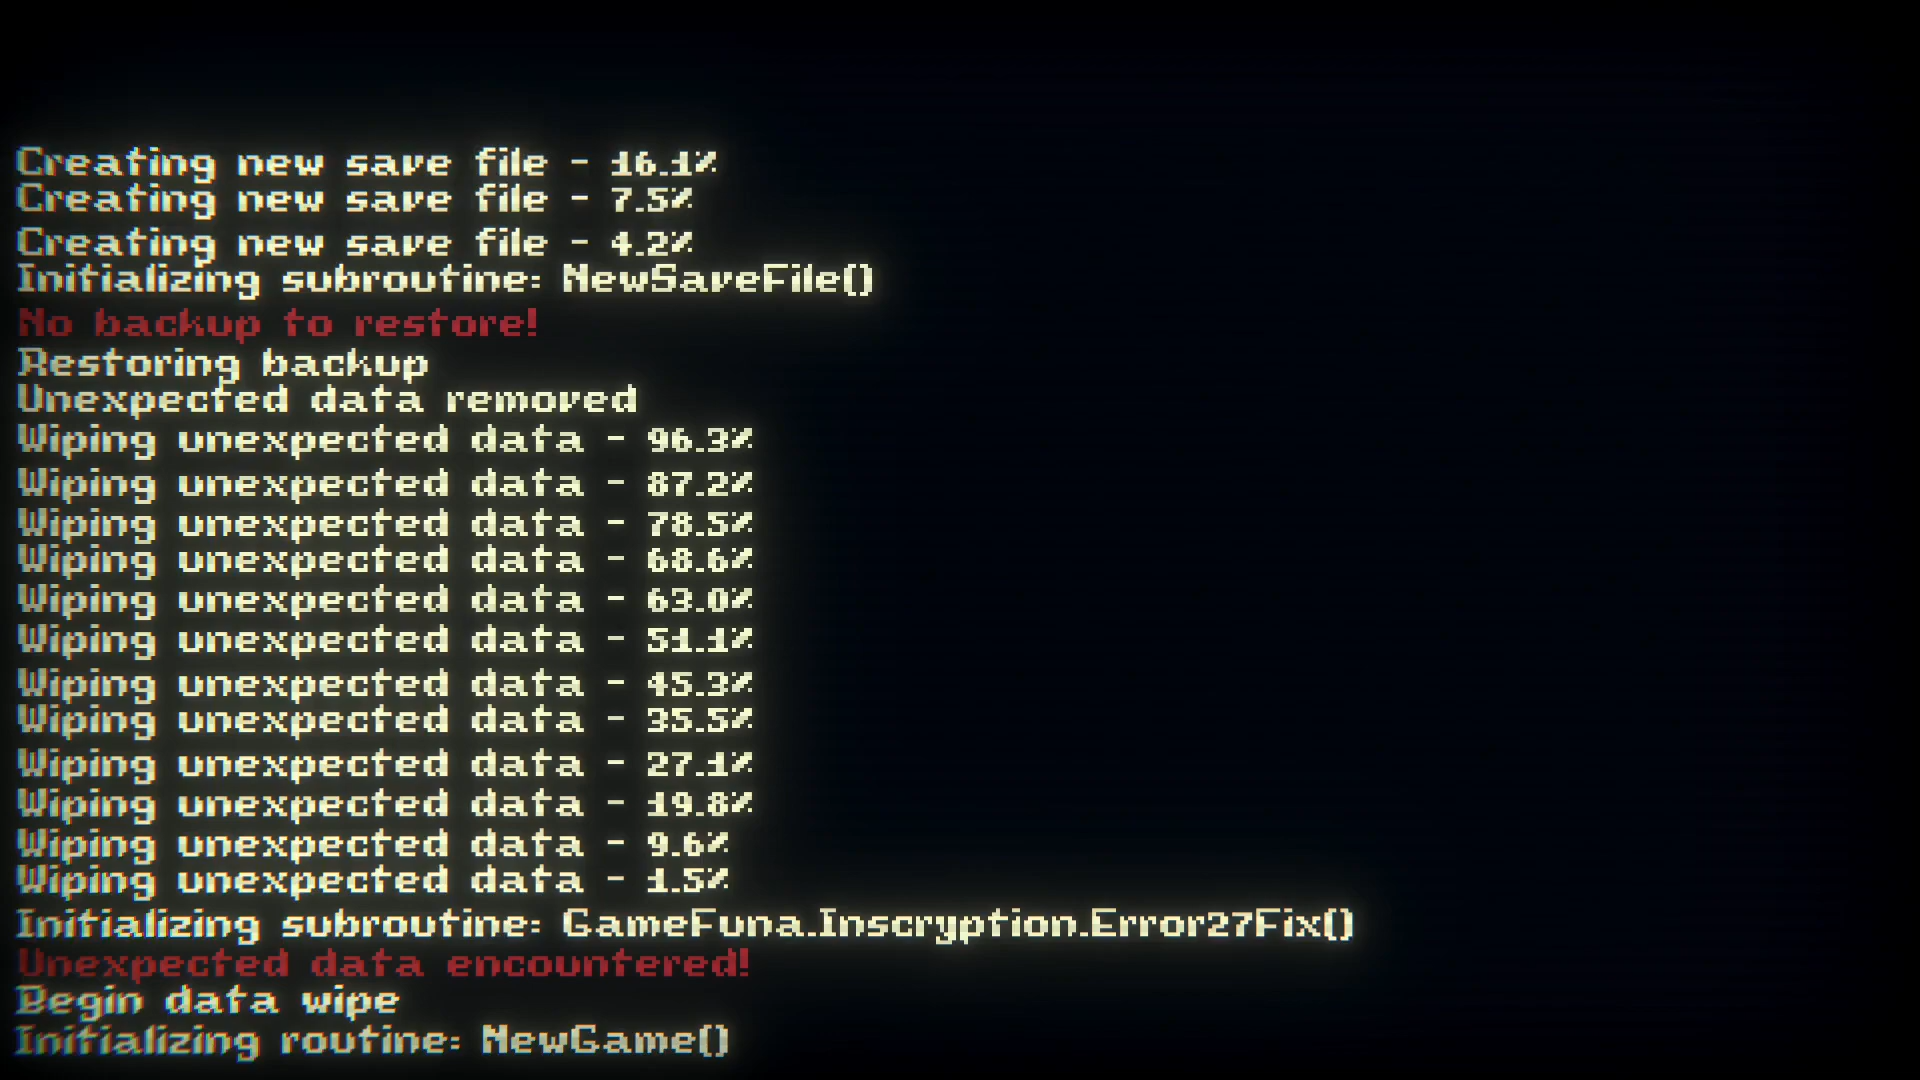 Creating new save file - 16.1%
Creating new save file - 7.5%
Creating new save file - 4.2%
Initializing subroutine: NewSaveFile()
No backup to restore!
Restoring backup
Unexpected data removed
Wiping unexpected data - 96.3%
Wiping unexpected data - 87.2%
Wiping unexpected data - 78.5%
Wiping unexpected data - 68.6%
Wiping unexpected data - 63.0%
Wiping unexpected data - 51.1%
Wiping unexpected data - 45.3%
Wiping unexpected data - 35.5%
Wiping unexpected data - 27.1%
Wiping unexpected data - 19.8%
Wiping unexpected data - 9.6%
Wiping unexpected data - 1.5%
Initializing subroutine: GameFuna.Inscryption.Error27Fix()
Unexpected data encountered!
Begin data wipe
Initializing routine: NewGame()